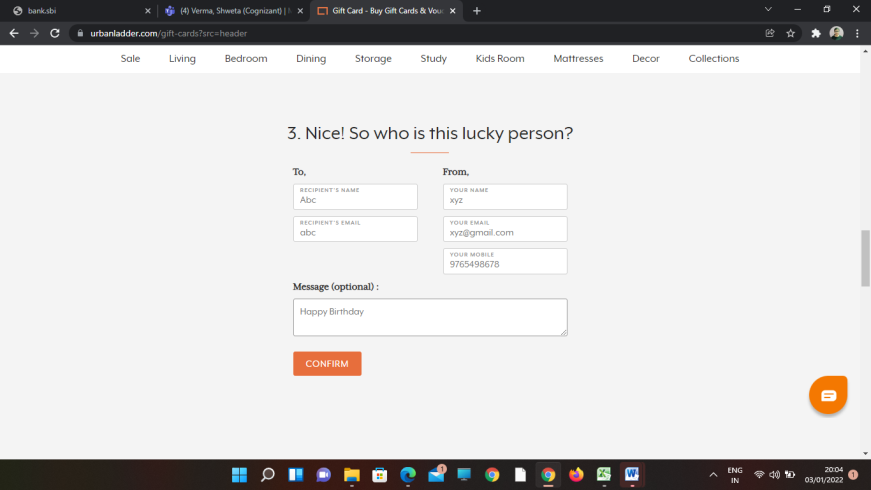 bank.sbi
(4) Verma, Shweta (Cognizant) |
Gift Card - Buy Gift Cards & Vou
urbanladder.com/gift-cards?src=header
Sale Living Bedroom Dining Storage Study Kids Room Mattresses Decor Collections
3. Nice! So who is this lucky person?
To,
From,
RECIPIENT'S NAME
Abc
YOUR NAME
xyz
RECIPIENT'S EMAIL
abc
YOUR EMAIL
xyz@gmail.com
YOUR MOBILE
9765498678
Message (optional) :
Happy Birthday
CONFIRM
1
ENG
IN
20:04
03/01/2022
1